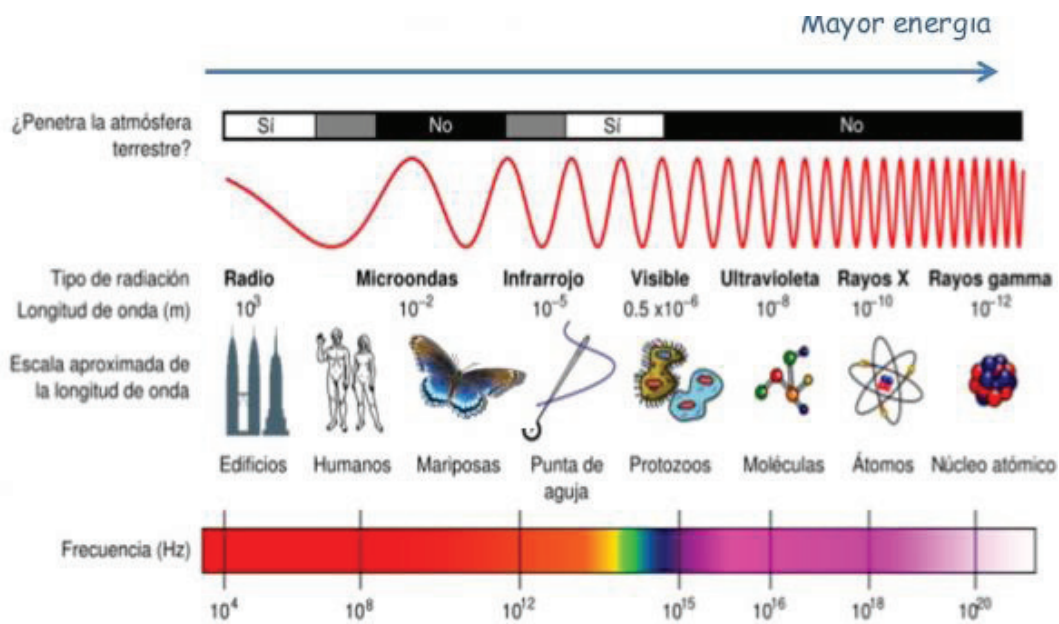 Mayor energía
¿Penetra la atmósfera
terrestre?
Sí No Sí No
Tipo de radiación Radio Microondas Infrarrojo Visible Ultravioleta Rayos X Rayos gamma
Longitud de onda (m) 10³ 10⁻² 10⁻⁵ 0.5 x10⁻⁶ 10⁻⁸ 10⁻¹⁰ 10⁻¹²
Escala aproximada de
la longitud de onda
Edificios Humanos Mariposas Punta de Protozoos Moléculas Átomos Núcleo atómico
aguja
Frecuencia (Hz)
10⁴ 10⁸ 10¹² 10¹⁵ 10¹⁶ 10¹⁸ 10²⁰